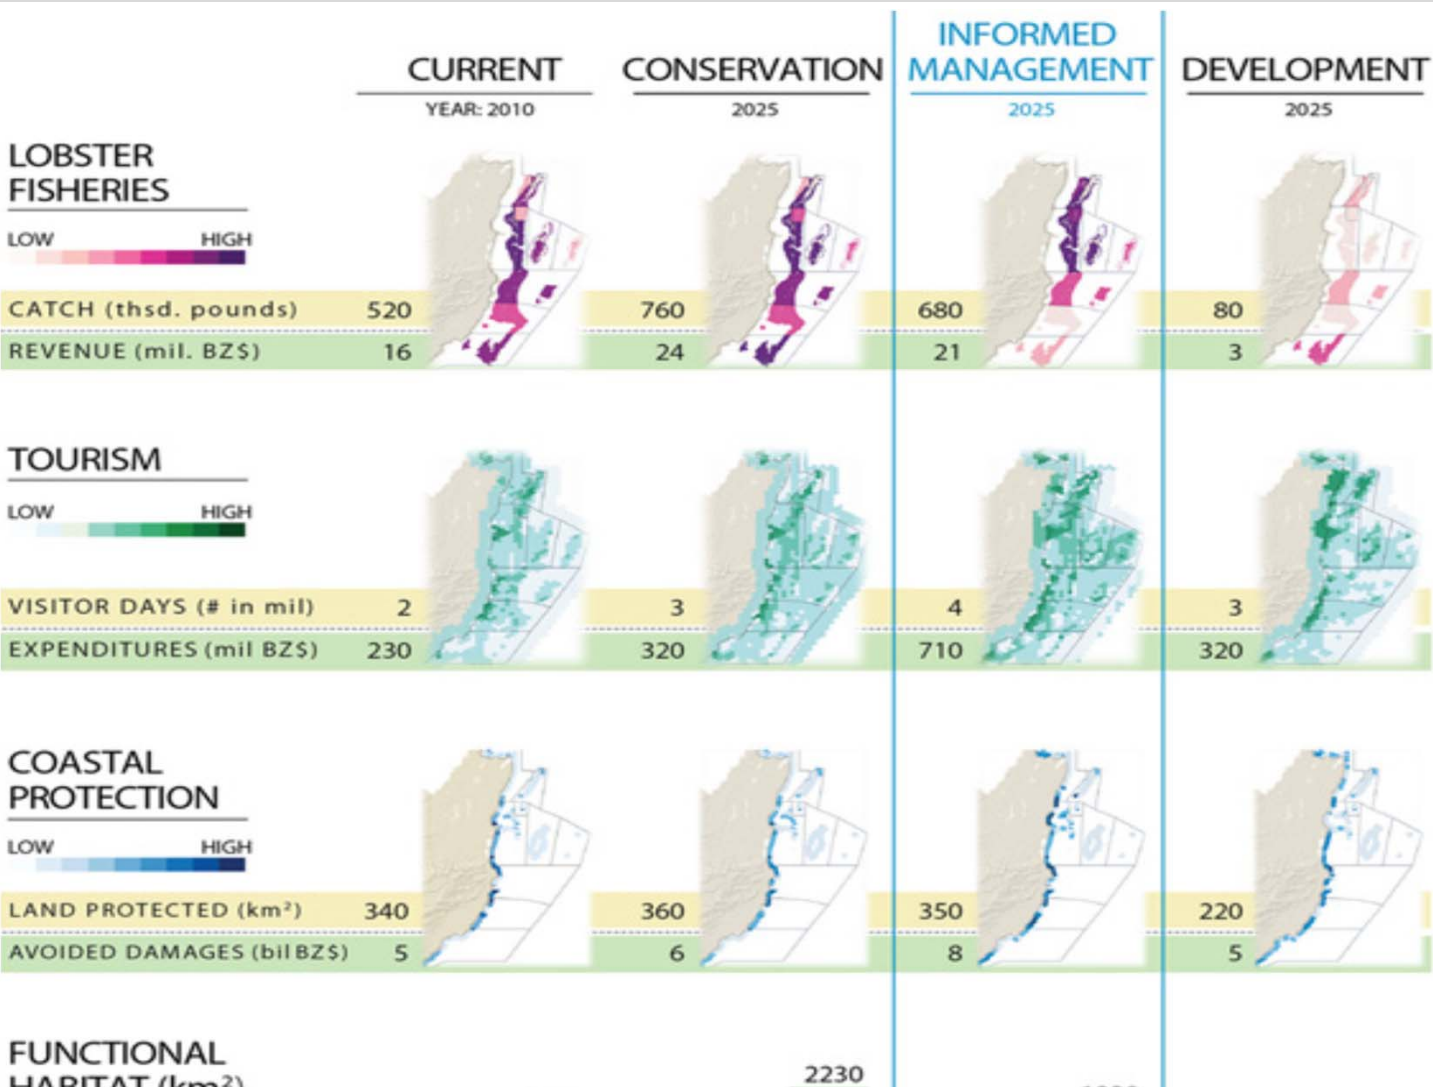 INFORMED
CURRENT CONSERVATION MANAGEMENT DEVELOPMENT
YEAR: 2010 2025 2025 2025
LOBSTER
FISHERIES
LOW HIGH
CATCH (thsd. pounds) 520 760 680 80
REVENUE (mil. BZ$) 16 24 21 3
TOURISM
LOW HIGH
VISITOR DAYS (# in mil) 2 3 4 3
EXPENDITURES (mil BZ$) 230 320 710 320
COASTAL
PROTECTION
LOW HIGH
LAND PROTECTED (km²) 340 360 350 220
AVOIDED DAMAGES (bil BZ$) 5 6 8 5
FUNCTIONAL
2230
HABITAT (km²)